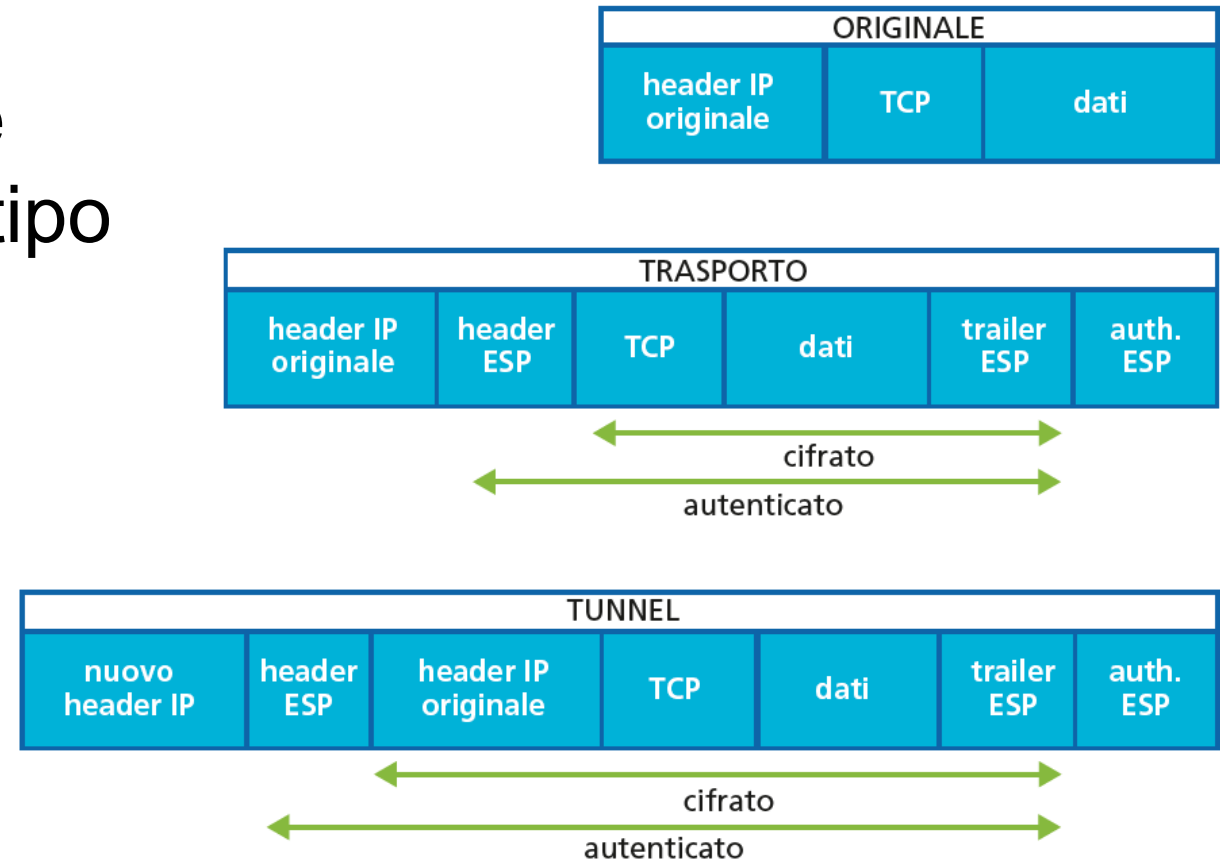 e
tipo
ORIGINALE
header IP originale
TCP
dati
TRASPORTO
header IP originale
header ESP
TCP
dati
trailer ESP
auth. ESP
cifrato
autenticato
TUNNEL
nuovo header IP
header ESP
header IP originale
TCP
dati
trailer ESP
auth. ESP
cifrato
autenticato